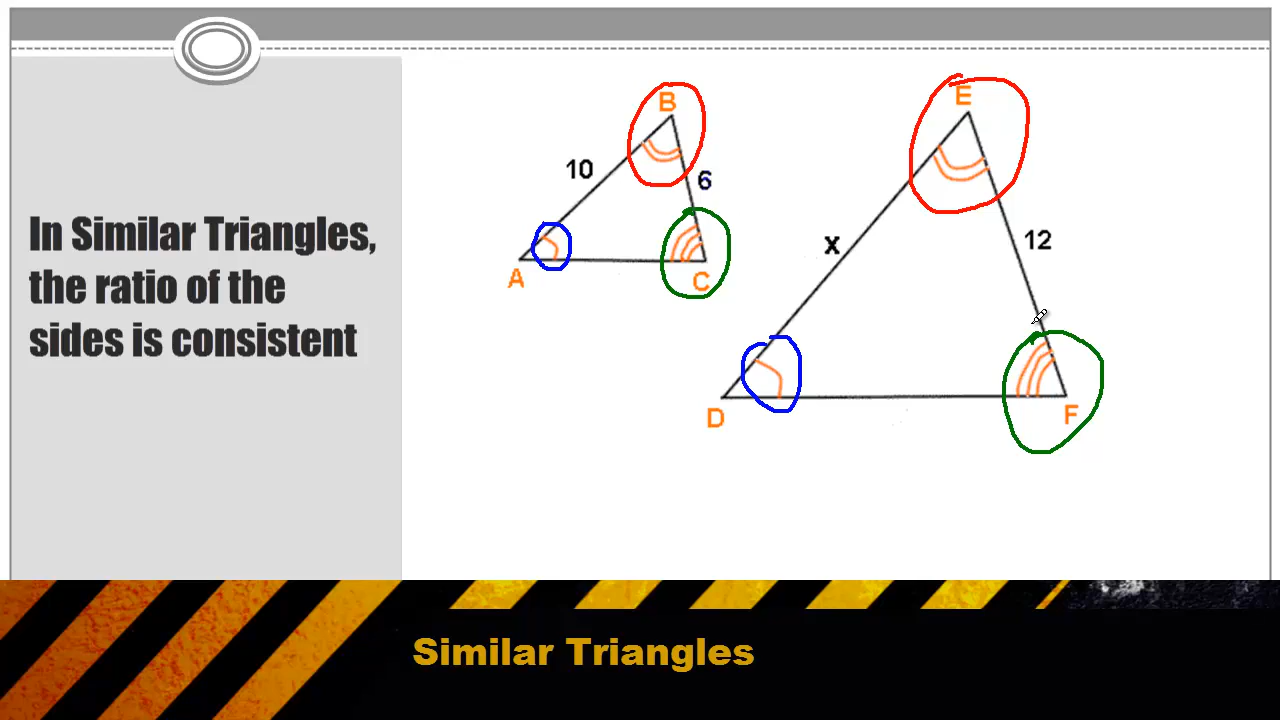 In Similar Triangles,
the ratio of the
sides is consistent
B
10
6
A
C
E
x
12
D
F
Similar Triangles